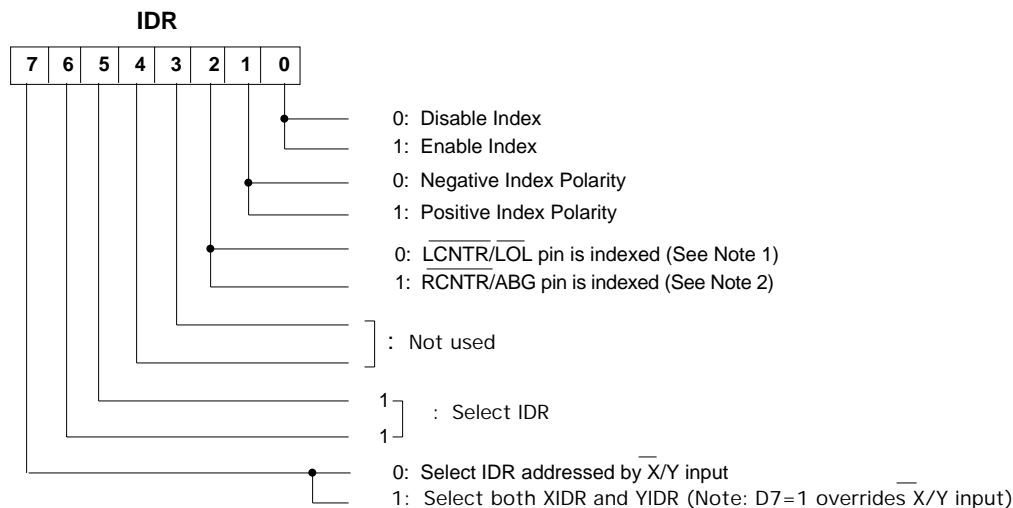 IDR
7 6 5 4 3 2 1 0
0: Disable Index
1: Enable Index
0: Negative Index Polarity
1: Positive Index Polarity
0: L̅C̅N̅T̅R̅/L̅O̅L̅ pin is indexed (See Note 1)
1: R̅C̅N̅T̅R̅/ABG pin is indexed (See Note 2)
: Not used
1
: Select IDR
1
0: Select IDR addressed by X̅/Y input
1: Select both XIDR and YIDR (Note: D7=1 overrides X̅/Y input)